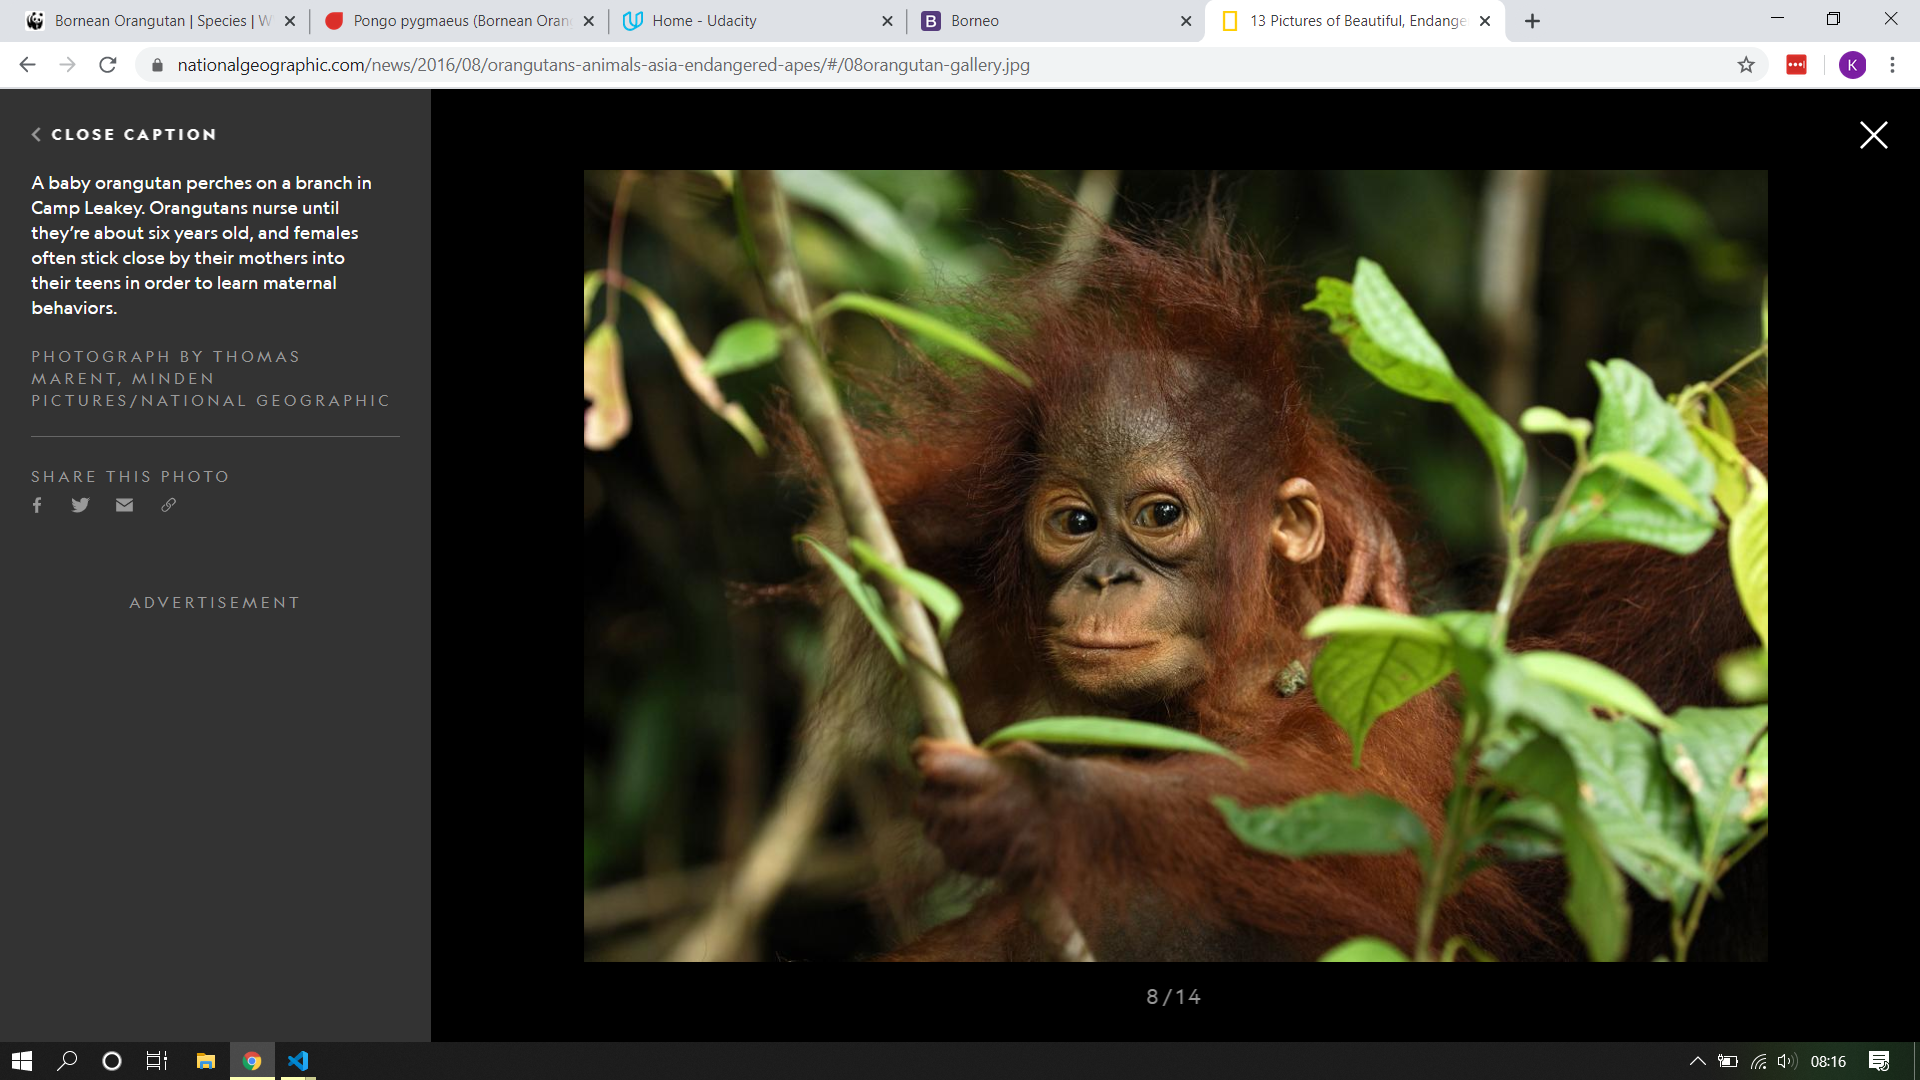 Bornean Orangutan | Species | W
Pongo pygmaeus (Bornean Oran
Home - Udacity
B
Borneo
13 Pictures of Beautiful, Endange
nationalgeographic.com/news/2016/08/orangutans-animals-asia-endangered-apes/#/08orangutan-gallery.jpg
K
CLOSE CAPTION
A baby orangutan perches on a branch in
Camp Leakey. Orangutans nurse until
they’re about six years old, and females
often stick close by their mothers into
their teens in order to learn maternal
behaviors.
PHOTOGRAPH BY THOMAS
MARENT, MINDEN
PICTURES/NATIONAL GEOGRAPHIC
SHARE THIS PHOTO
ADVERTISEMENT
8/14
08:16